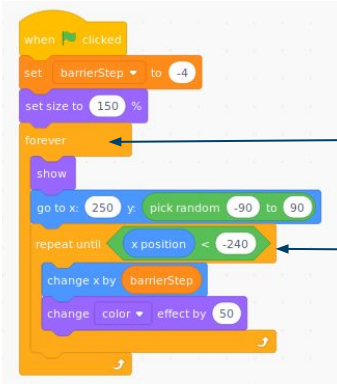 when clicked
set barrierStep to -4
set size to 150 %
forever
show
go to x: 250 y: pick random -90 to 90
repeat until x position < -240
change x by barrierStep
change color effect by 50